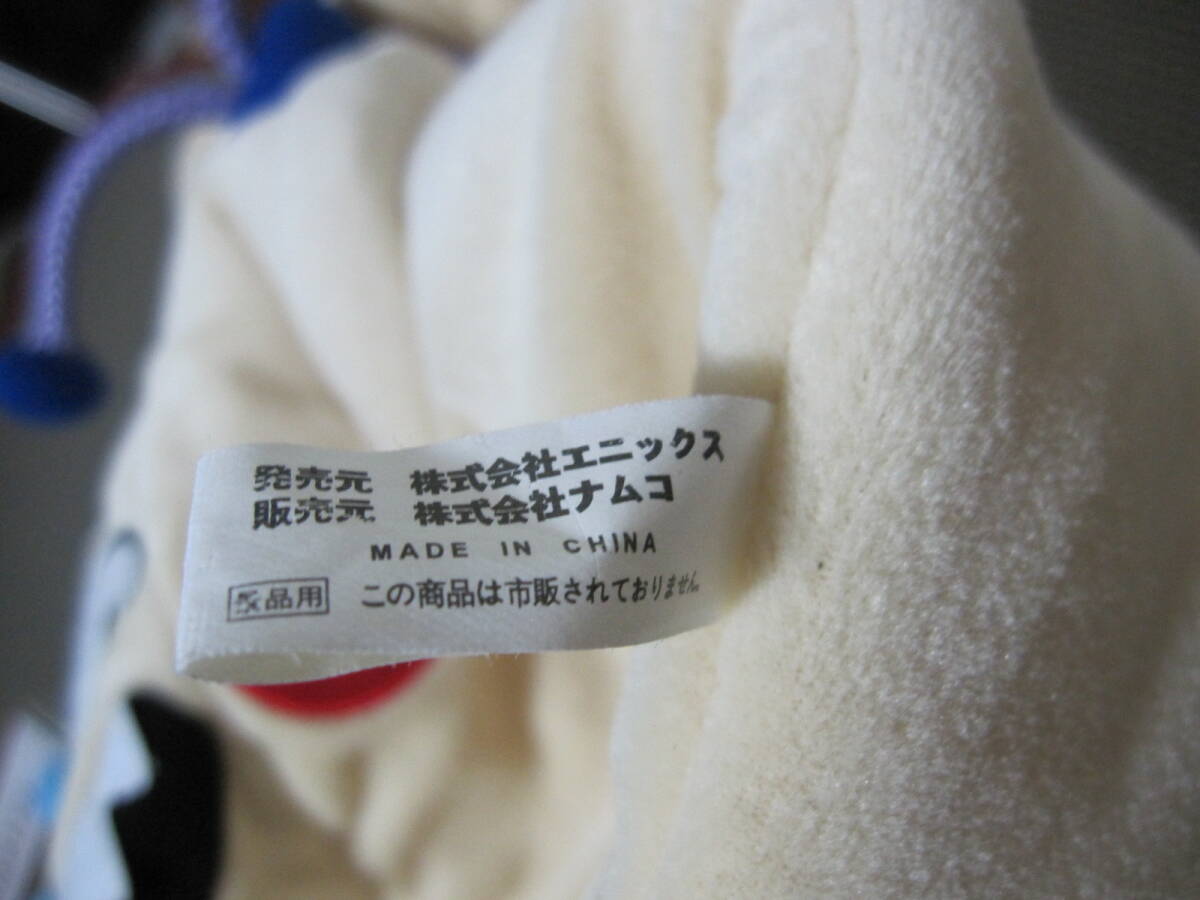 発売元 株式会社エニックス
販売元 株式会社ナムコ
MADE IN CHINA
景品用 この商品は市販されておりません。